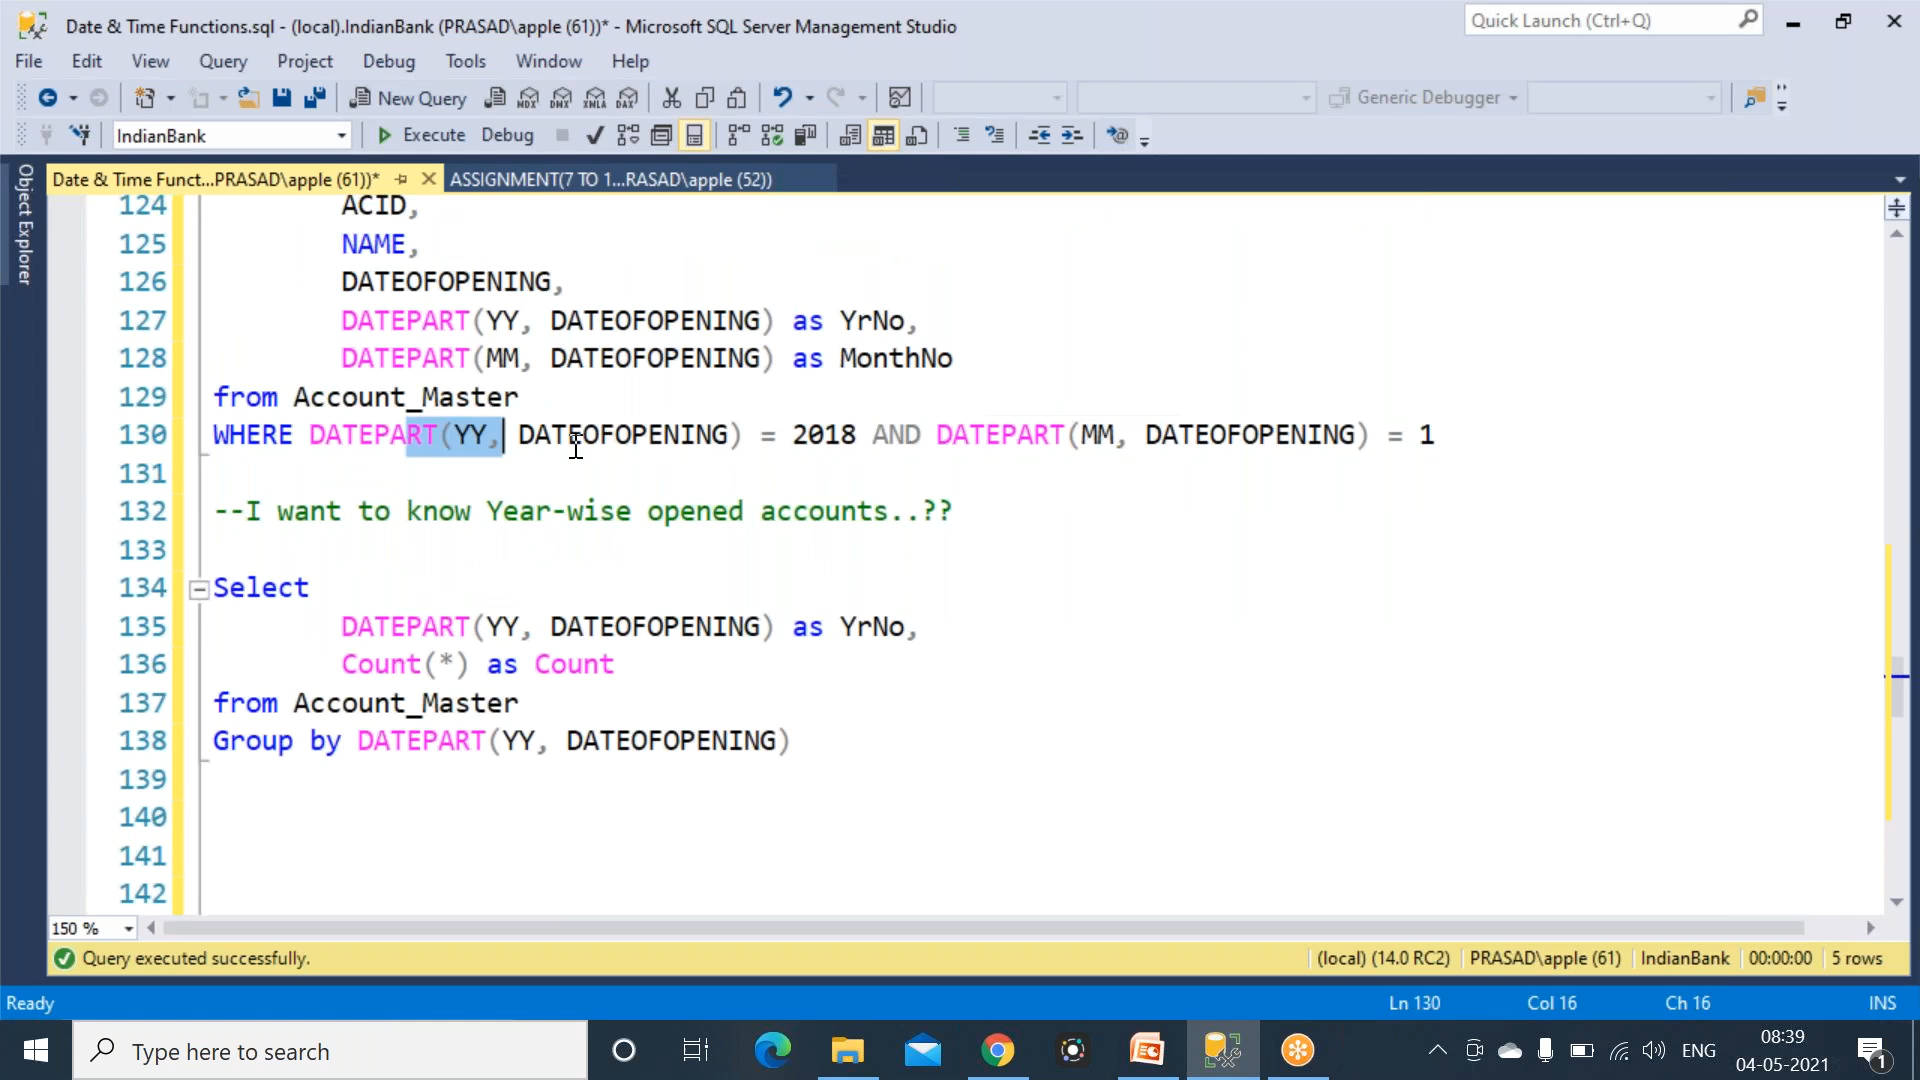 Date & Time Functions.sql - (local).IndianBank (PRASAD\apple (61))* - Microsoft SQL Server Management Studio
Quick Launch (Ctrl+Q)
File Edit View Query Project Debug Tools Window Help
New Query
MDX DMX XMLA DAX
Generic Debugger
IndianBank
Execute Debug
Object Explorer
Date & Time Funct...PRASAD\apple (61))*
ASSIGNMENT(7 TO 1...RASAD\apple (52))
124 ACID,
125 NAME,
126 DATEOFOPENING,
127 DATEPART(YY, DATEOFOPENING) as YrNo,
128 DATEPART(MM, DATEOFOPENING) as MonthNo
129 from Account_Master
130 WHERE DATEPART(YY, DATEOFOPENING) = 2018 AND DATEPART(MM, DATEOFOPENING) = 1
131
132 --I want to know Year-wise opened accounts..??
133
134 Select
135 DATEPART(YY, DATEOFOPENING) as YrNo,
136 Count(*) as Count
137 from Account_Master
138 Group by DATEPART(YY, DATEOFOPENING)
139
140
141
142
150 %
Query executed successfully. (local) (14.0 RC2) PRASAD\apple (61) IndianBank 00:00:00 5 rows
Ready Ln 130 Col 16 Ch 16 INS
Type here to search
ENG
08:39
04-05-2021
1